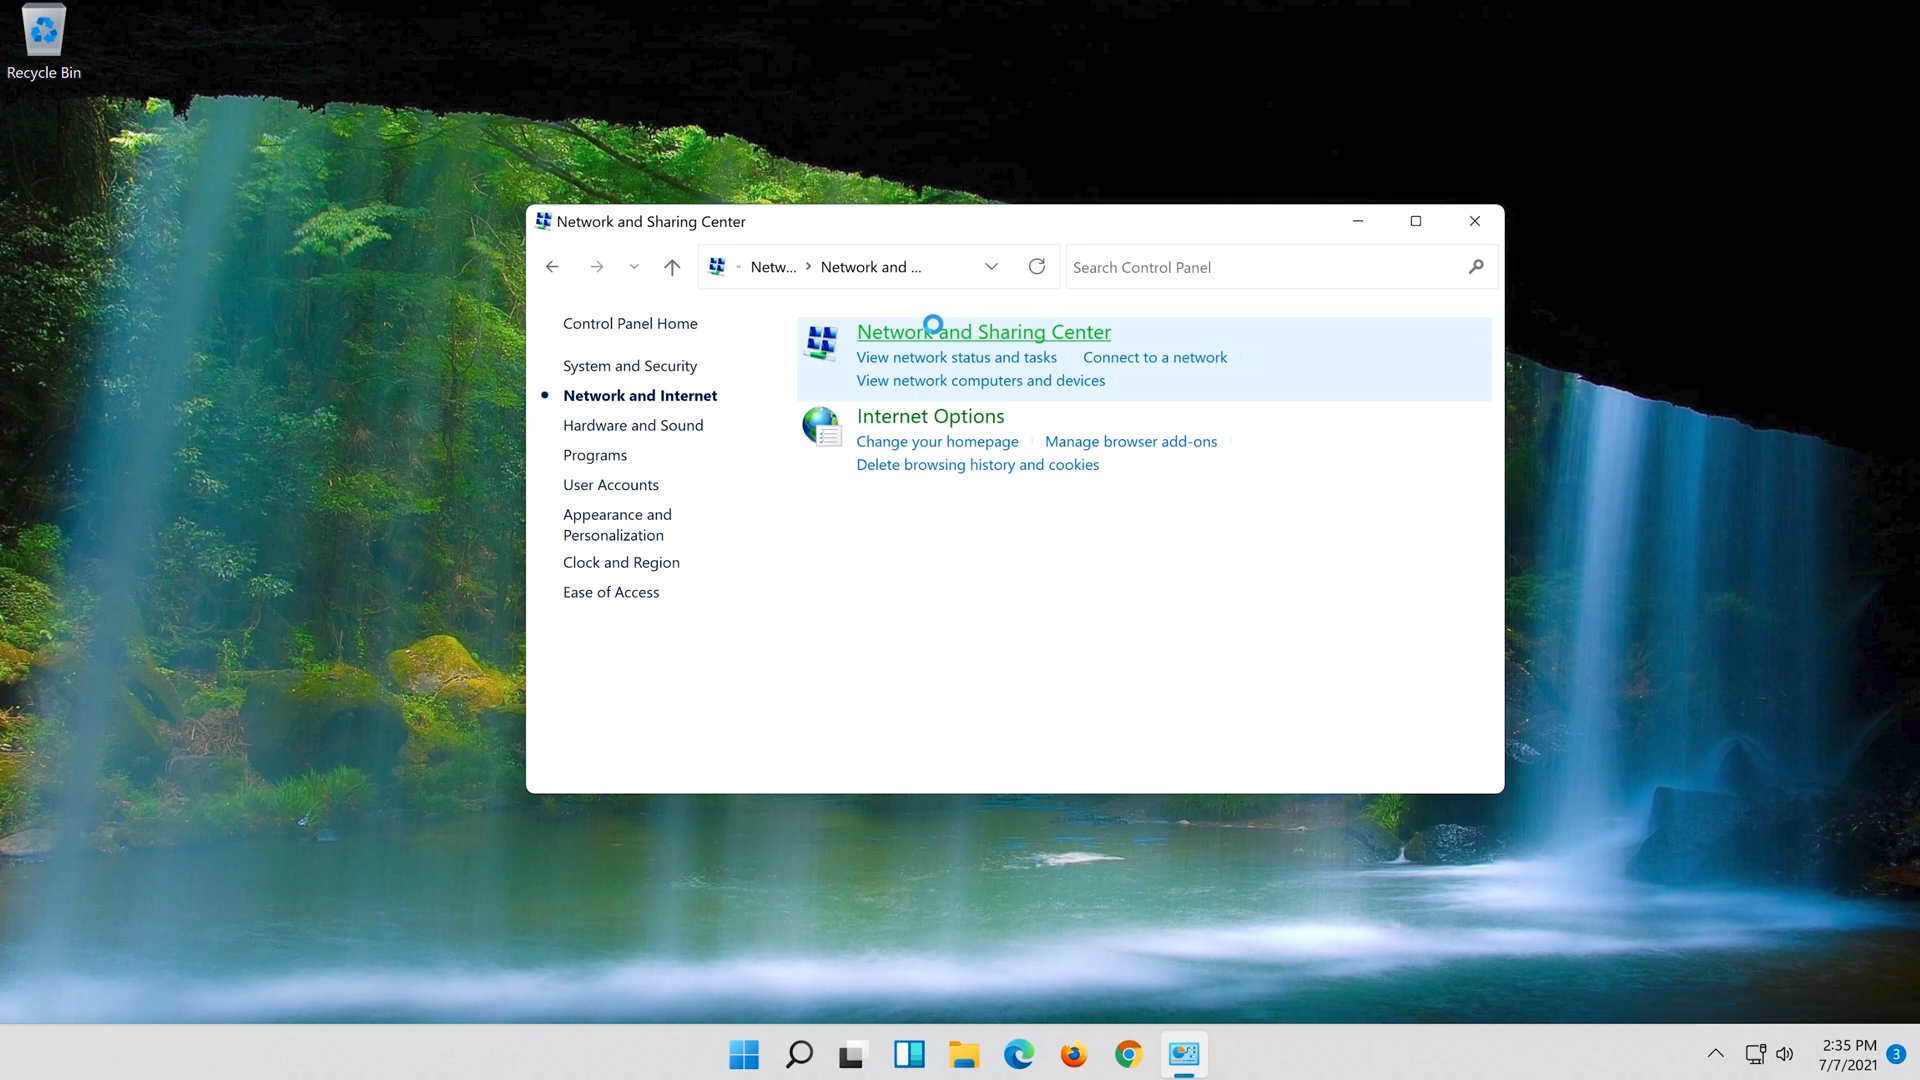 Recycle Bin
Network and Sharing Center
Netw... > Network and ...
Search Control Panel
Control Panel Home
System and Security
Network and Internet
Hardware and Sound
Programs
User Accounts
Appearance and
Personalization
Clock and Region
Ease of Access
Network and Sharing Center
View network status and tasks
Connect to a network
View network computers and devices
Internet Options
Change your homepage
Manage browser add-ons
Delete browsing history and cookies
2:35 PM
7/7/2021
3